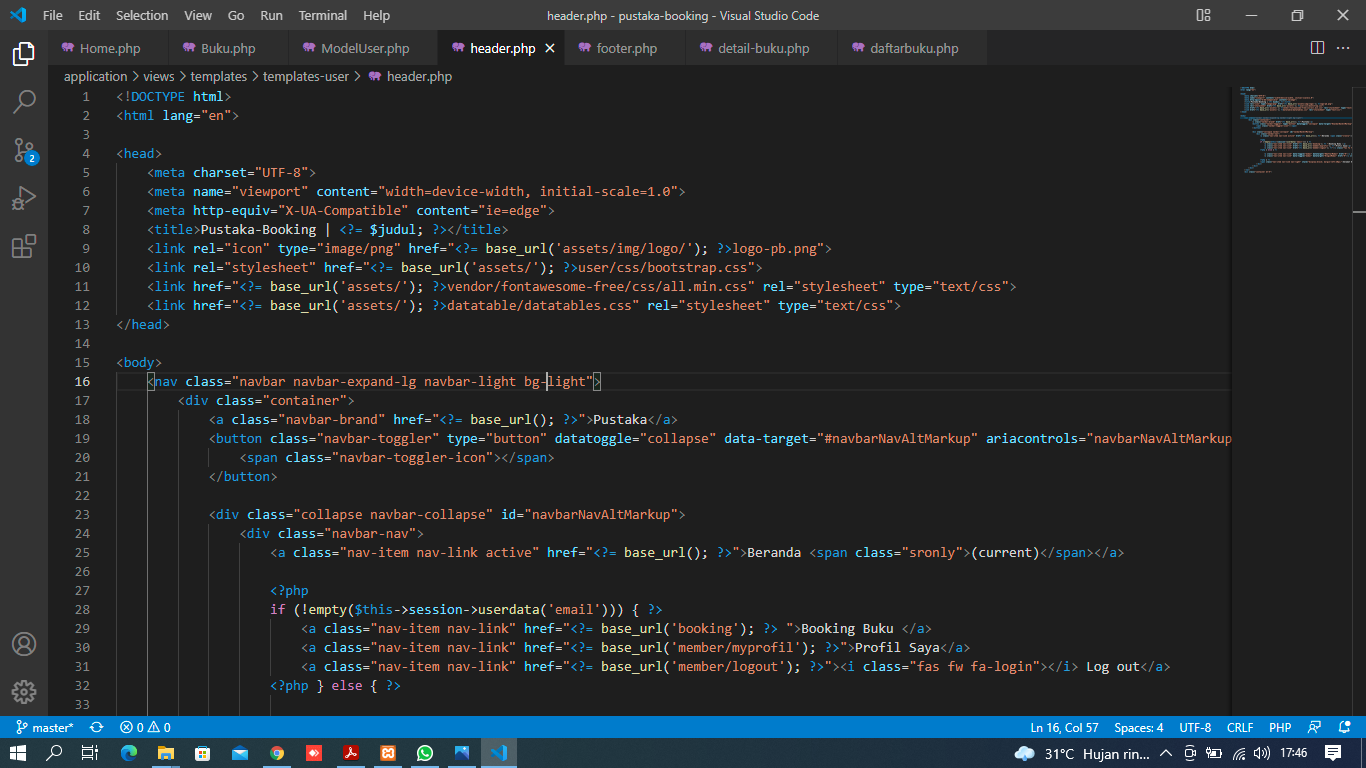 File Edit Selection View Go Run Terminal Help header.php - pustaka-booking - Visual Studio Code
Home.php Buku.php ModelUser.php header.php footer.php detail-buku.php daftarbuku.php
application > views > templates > templates-user > header.php
1 <!DOCTYPE html>
2 <html lang="en">
3
4 <head>
5 <meta charset="UTF-8">
6 <meta name="viewport" content="width=device-width, initial-scale=1.0">
7 <meta http-equiv="X-UA-Compatible" content="ie=edge">
8 <title>Pustaka-Booking | <?= $judul; ?></title>
9 <link rel="icon" type="image/png" href="<?= base_url('assets/img/logo/'); ?>logo-pb.png">
10 <link rel="stylesheet" href="<?= base_url('assets/'); ?>user/css/bootstrap.css">
11 <link href="<?= base_url('assets/'); ?>vendor/fontawesome-free/css/all.min.css" rel="stylesheet" type="text/css">
12 <link href="<?= base_url('assets/'); ?>datatable/datatables.css" rel="stylesheet" type="text/css">
13 </head>
14
15 <body>
16 <nav class="navbar navbar-expand-lg navbar-light bg-light">
17 <div class="container">
18 <a class="navbar-brand" href="<?= base_url(); ?>">Pustaka</a>
19 <button class="navbar-toggler" type="button" datatoggle="collapse" data-target="#navbarNavAltMarkup" ariacontrols="navbarNavAltMarkup
20 <span class="navbar-toggler-icon"></span>
21 </button>
22
23 <div class="collapse navbar-collapse" id="navbarNavAltMarkup">
24 <div class="navbar-nav">
25 <a class="nav-item nav-link active" href="<?= base_url(); ?>">Beranda <span class="sronly">(current)</span></a>
26
27 <?php
28 if (!empty($this->session->userdata('email'))) { ?>
29 <a class="nav-item nav-link" href="<?= base_url('booking'); ?> ">Booking Buku </a>
30 <a class="nav-item nav-link" href="<?= base_url('member/myprofil'); ?>">Profil Saya</a>
31 <a class="nav-item nav-link" href="<?= base_url('member/logout'); ?>"><i class="fas fw fa-login"></i> Log out</a>
32 <?php } else { ?>
33
2
master* 0 0 Ln 16, Col 57 Spaces: 4 UTF-8 CRLF PHP
31°C Hujan rin... 17:46